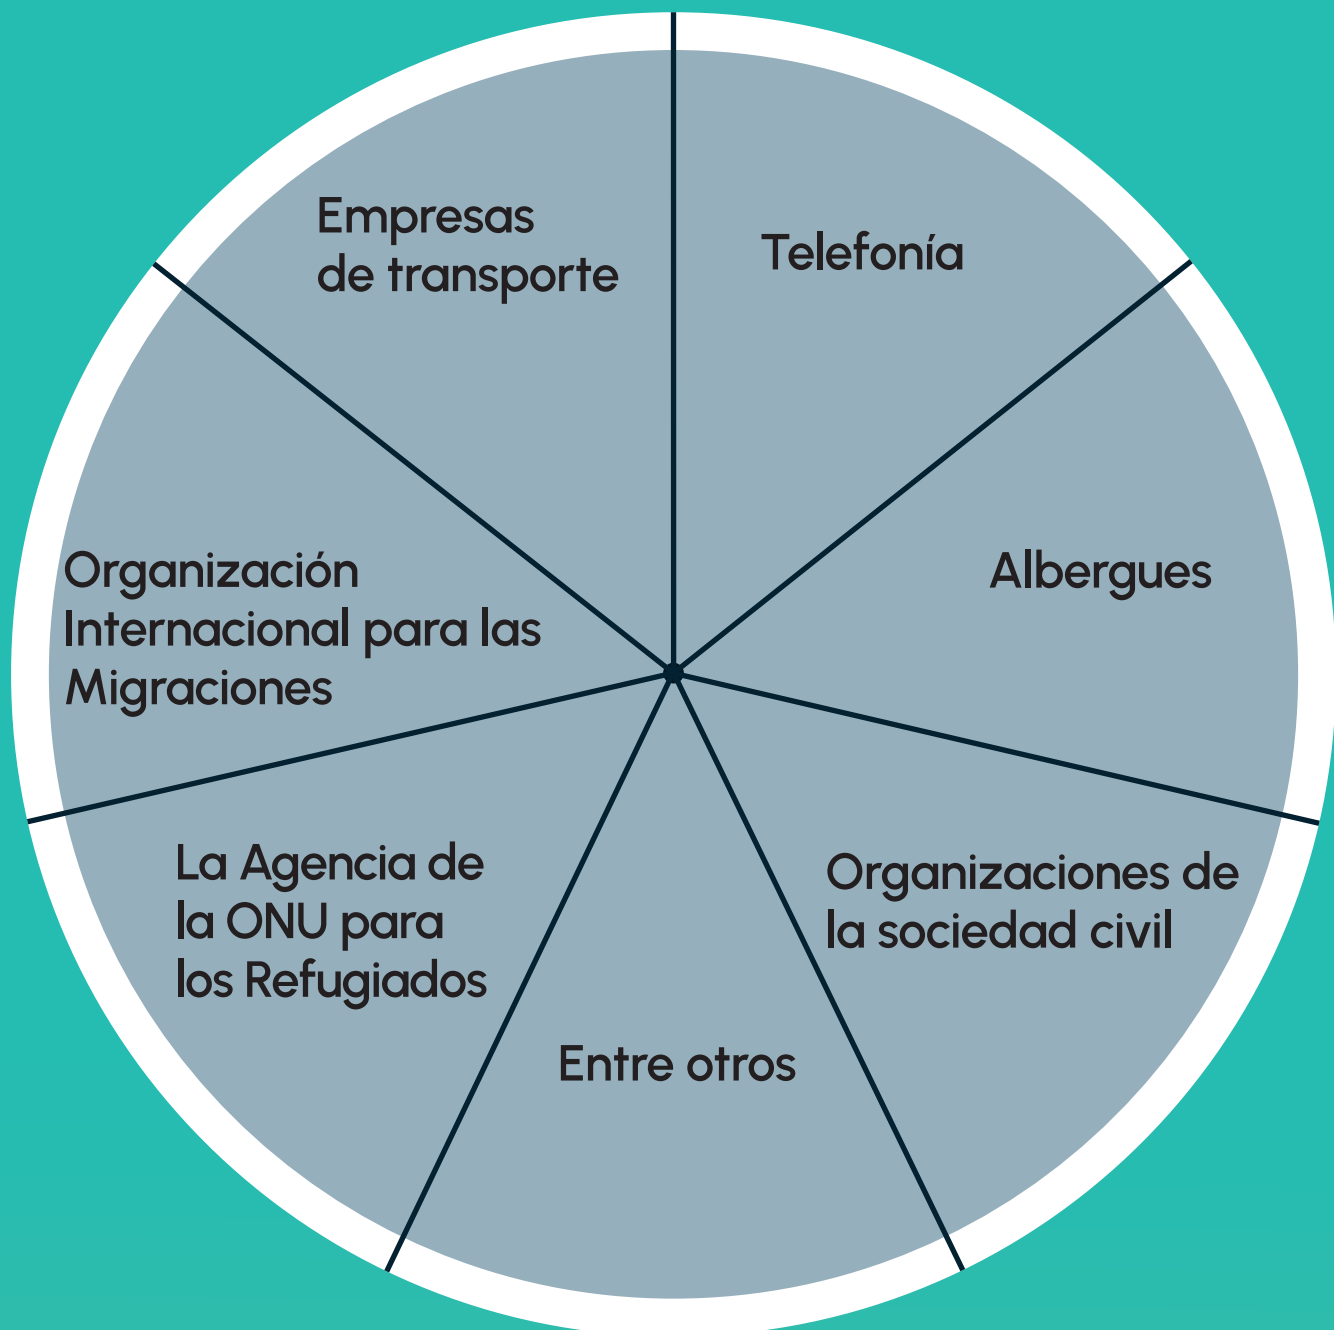 Empresas
de transporte
Telefonía
Albergues
Organización
Internacional para las
Migraciones
Organizaciones de
la sociedad civil
La Agencia de
la ONU para
los Refugiados
Entre otros